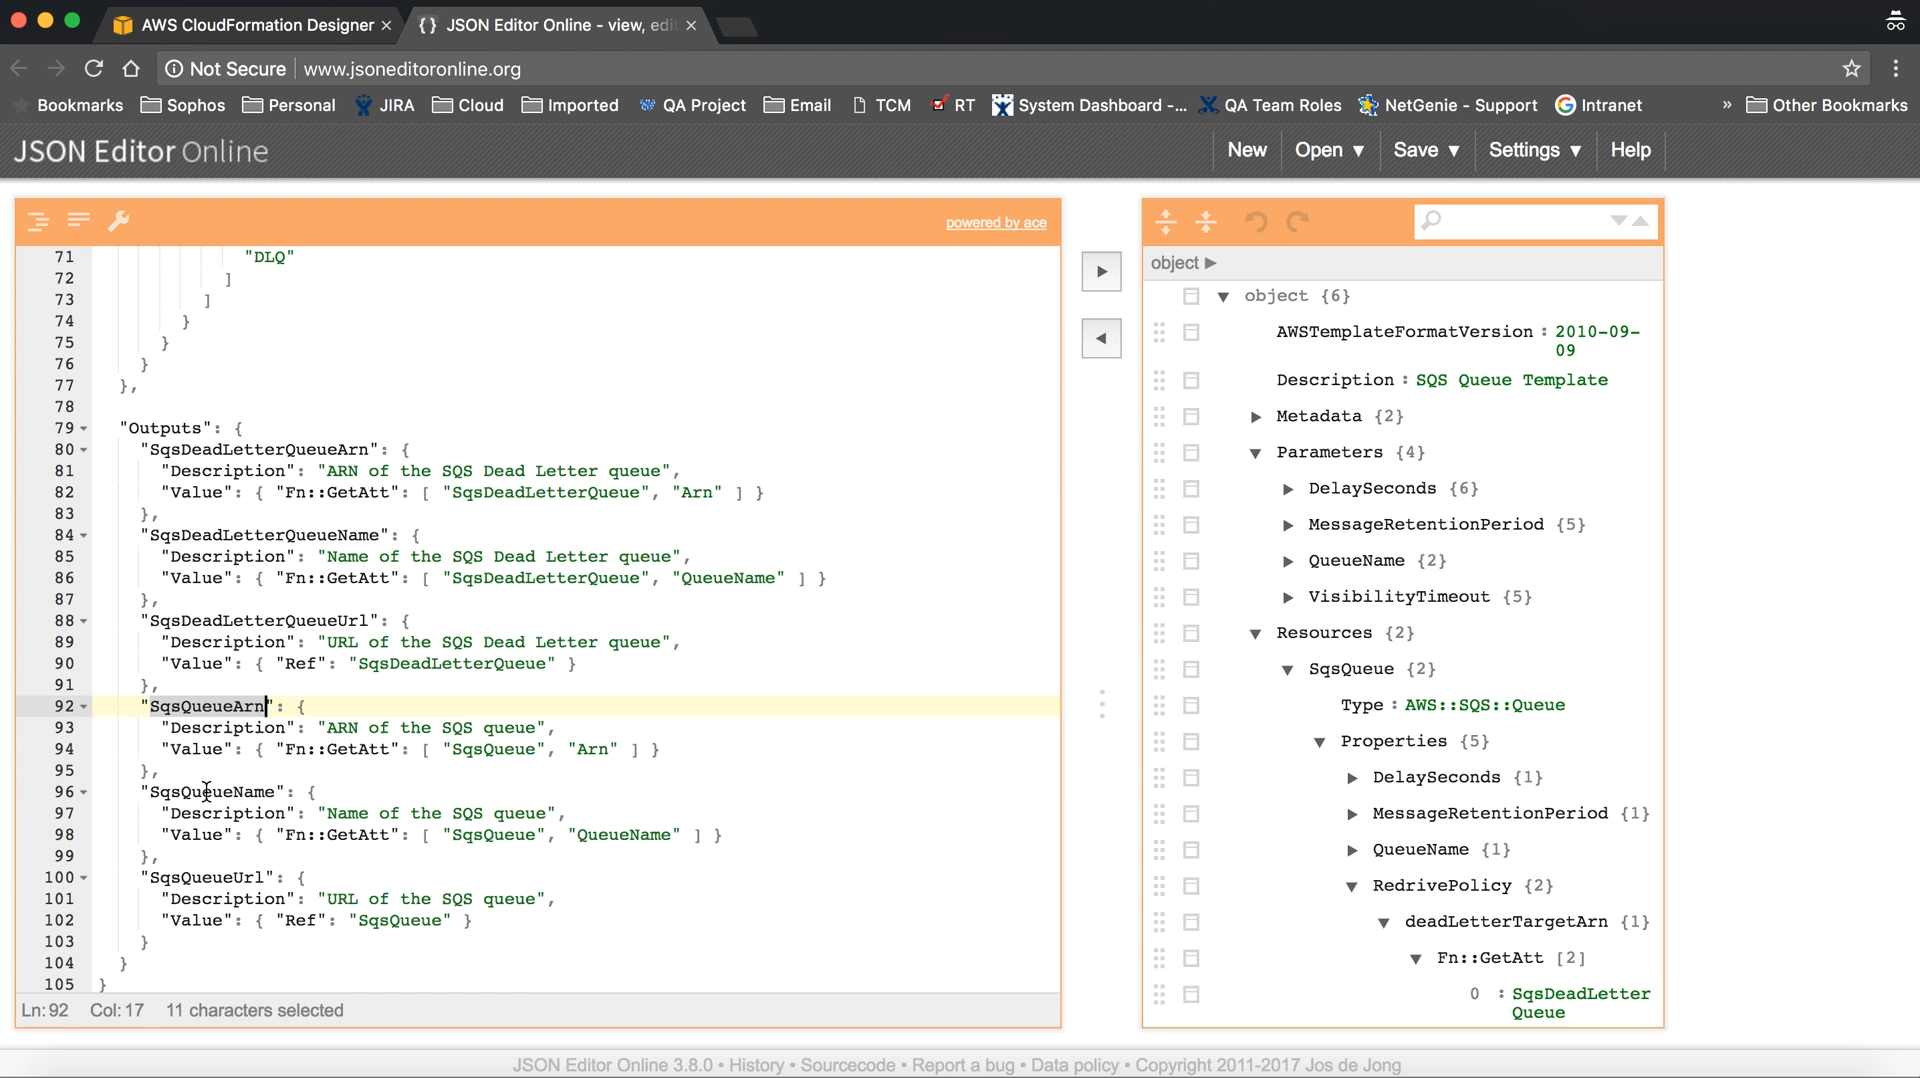 AWS CloudFormation Designer ×
{ } JSON Editor Online - view, edi ×
Not Secure www.jsoneditoronline.org
Bookmarks Sophos Personal JIRA Cloud Imported QA Project Email TCM RT System Dashboard -... QA Team Roles NetGenie - Support Intranet » Other Bookmarks
JSON Editor Online
New Open ▼ Save ▼ Settings ▼ Help
powered by ace
71 "DLQ"
72 ]
73 ]
74 }
75 }
76 }
77 },
78
79 "Outputs": {
80 "SqsDeadLetterQueueArn": {
81 "Description": "ARN of the SQS Dead Letter queue",
82 "Value": { "Fn::GetAtt": [ "SqsDeadLetterQueue", "Arn" ] }
83 },
84 "SqsDeadLetterQueueName": {
85 "Description": "Name of the SQS Dead Letter queue",
86 "Value": { "Fn::GetAtt": [ "SqsDeadLetterQueue", "QueueName" ] }
87 },
88 "SqsDeadLetterQueueUrl": {
89 "Description": "URL of the SQS Dead Letter queue",
90 "Value": { "Ref": "SqsDeadLetterQueue" }
91 },
92 "SqsQueueArn": {
93 "Description": "ARN of the SQS queue",
94 "Value": { "Fn::GetAtt": [ "SqsQueue", "Arn" ] }
95 },
96 "SqsQueueName": {
97 "Description": "Name of the SQS queue",
98 "Value": { "Fn::GetAtt": [ "SqsQueue", "QueueName" ] }
99 },
100 "SqsQueueUrl": {
101 "Description": "URL of the SQS queue",
102 "Value": { "Ref": "SqsQueue" }
103 }
104 }
105 }
Ln:92 Col:17 11 characters selected
object ►
object {6}
AWSTemplateFormatVersion : 2010-09-
09
Description : SQS Queue Template
Metadata {2}
Parameters {4}
DelaySeconds {6}
MessageRetentionPeriod {5}
QueueName {2}
VisibilityTimeout {5}
Resources {2}
SqsQueue {2}
Type : AWS::SQS::Queue
Properties {5}
DelaySeconds {1}
MessageRetentionPeriod {1}
QueueName {1}
RedrivePolicy {2}
deadLetterTargetArn {1}
Fn::GetAtt [2]
0 : SqsDeadLetter
Queue
JSON Editor Online 3.8.0 • History • Sourcecode • Report a bug • Data policy • Copyright 2011-2017 Jos de Jong